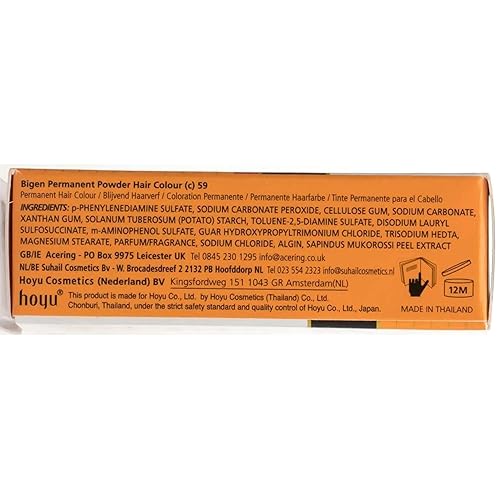 Bigen Permanent Powder Hair Colour (c) 59
Permanent Hair Colour / Blijvend Haarverf / Coloration Permanente / Permanente Haarfarbe / Tinte Permanente para el Cabello
INGREDIENTS: p-PHENYLENEDIAMINE SULFATE, SODIUM CARBONATE PEROXIDE, CELLULOSE GUM, SODIUM CARBONATE,
XANTHAN GUM, SOLANUM TUBEROSUM (POTATO) STARCH, TOLUENE-2,5-DIAMINE SULFATE, DISODIUM LAURYL
SULFOSUCCINATE, m-AMINOPHENOL SULFATE, GUAR HYDROXYPROPYLTRIMONIUM CHLORIDE, TRISODIUM HEDTA,
MAGNESIUM STEARATE, PARFUM/FRAGRANCE, SODIUM CHLORIDE, ALGIN, SAPINDUS MUKOROSSI PEEL EXTRACT
GB/IE Acering - PO Box 9975 Leicester UK Tel 0845 230 1295 info@acering.co.uk
NL/BE Suhail Cosmetics Bv - W. Brocadesdreef 2 2132 PB Hoofddorp NL Tel 023 554 2323 info@suhailcosmetics.nl
Hoyu Cosmetics (Nederland) BV Kingsfordweg 151 1043 GR Amsterdam(NL)
hoyu® This product is made for Hoyu Co., Ltd. by Hoyu Cosmetics (Thailand) Co., Ltd.
Chonburi, Thailand. under the strict safety standard and quality control of Hoyu Co., Ltd., Japan.
12M
MADE IN THAILAND